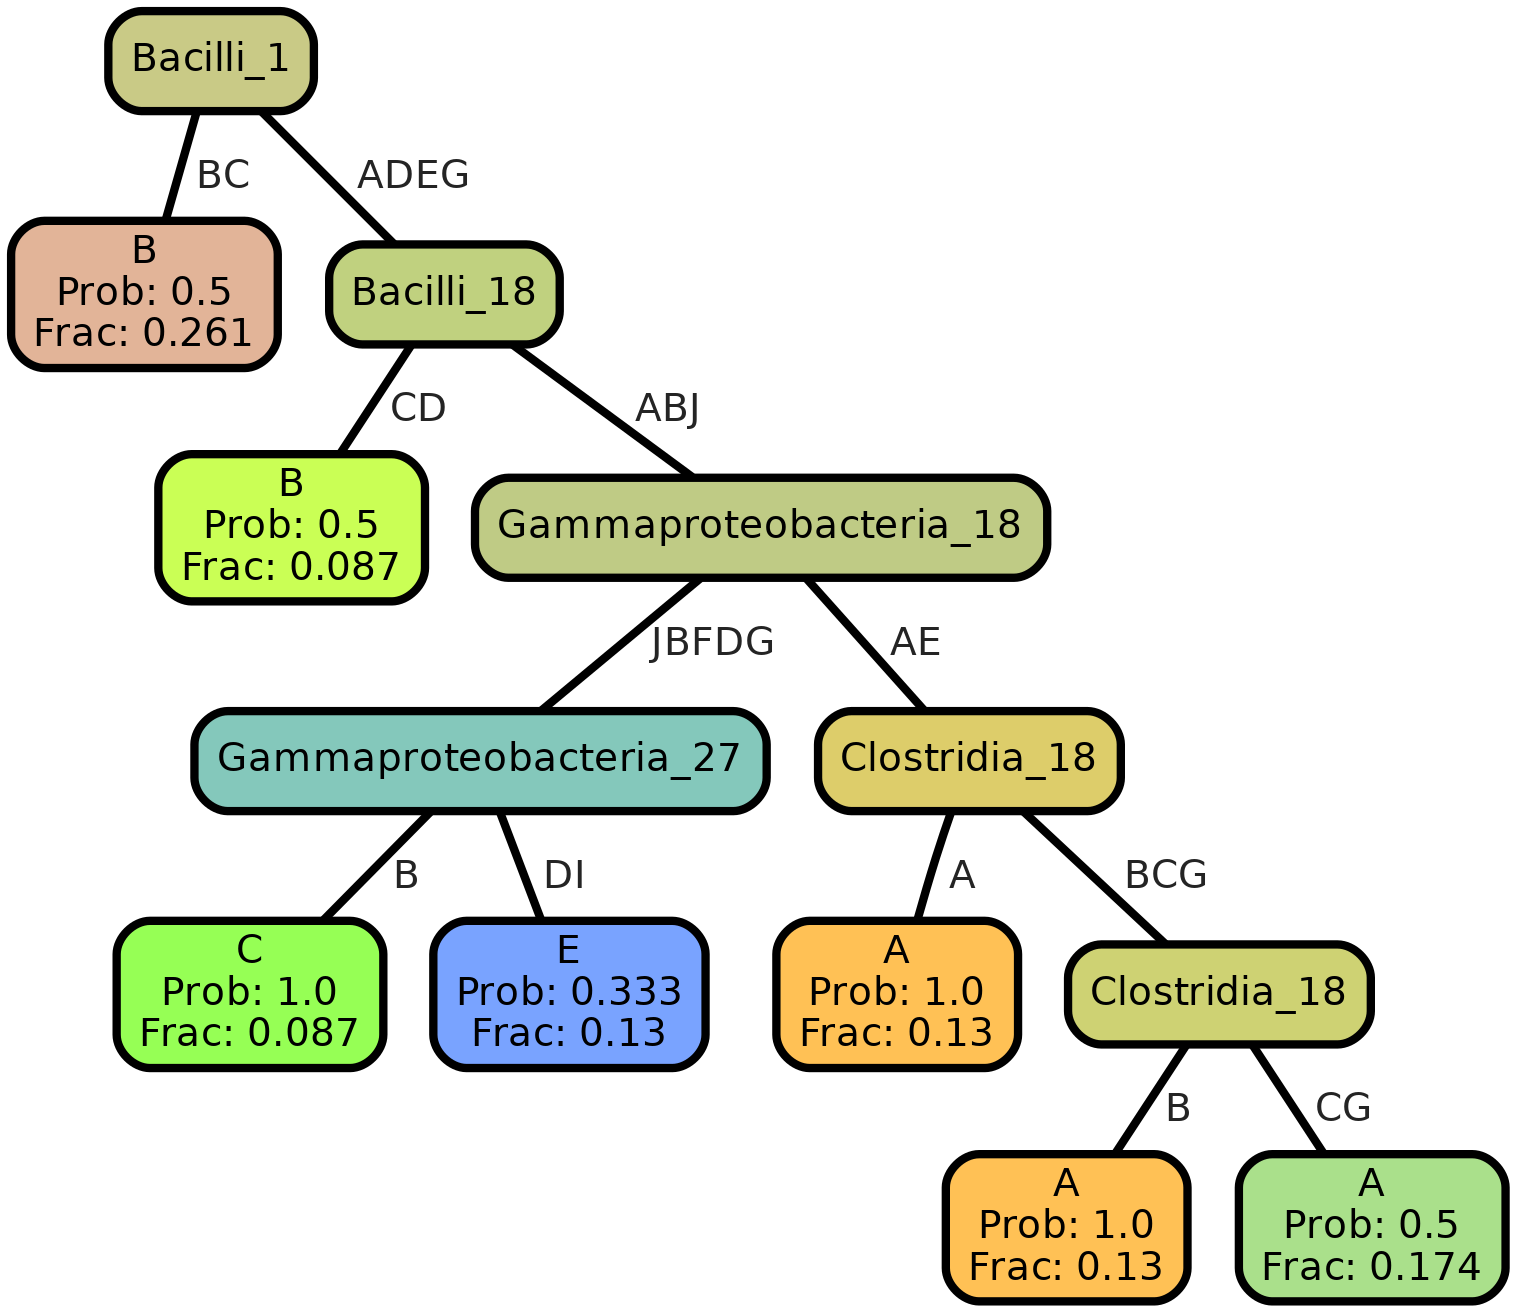 Bacilli_1
BC
ADEG
B
Prob: 0.5
Frac: 0.261
Bacilli_18
CD
ABJ
B
Prob: 0.5
Frac: 0.087
Gammaproteobacteria_18
JBFDG
AE
Gammaproteobacteria_27
Clostridia_18
B
DI
A
BCG
C
Prob: 1.0
Frac: 0.087
E
Prob: 0.333
Frac: 0.13
A
Prob: 1.0
Frac: 0.13
Clostridia_18
B
CG
A
Prob: 1.0
Frac: 0.13
A
Prob: 0.5
Frac: 0.174